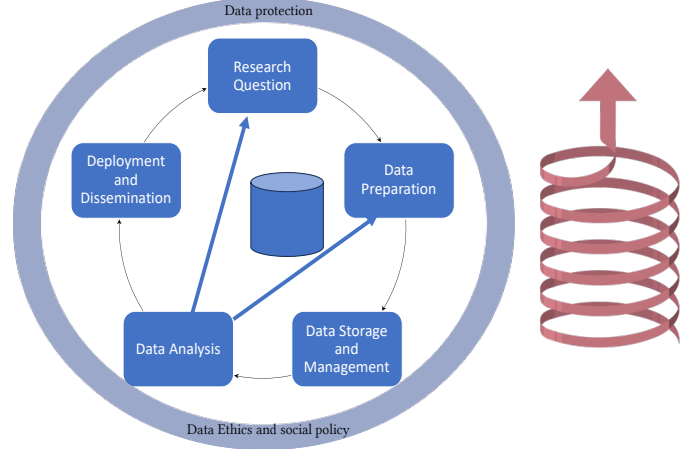 Data protection
Research
Question
Deployment
and
Dissemination
Data
Preparation
Data Analysis
Data Storage
and
Management
Data Ethics and social policy